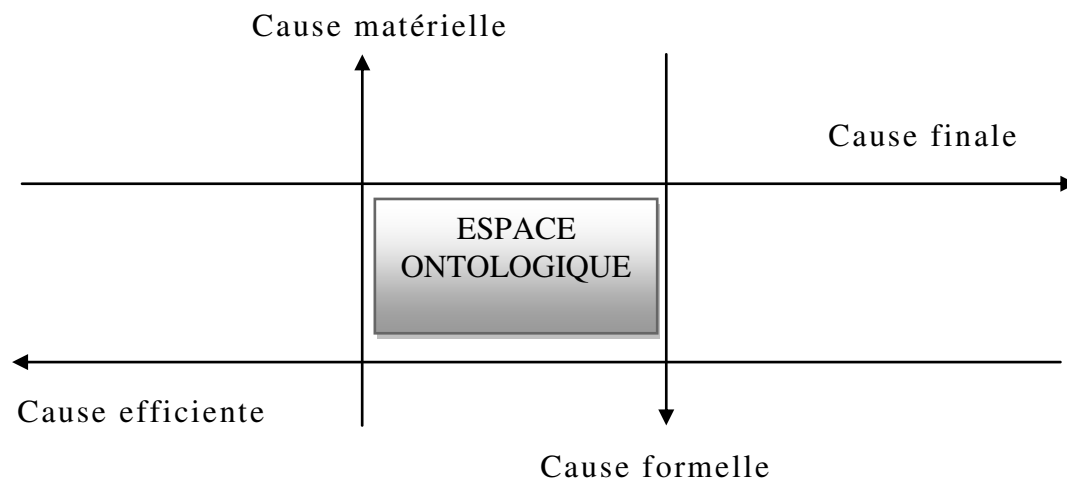 Cause matérielle
Cause finale
ESPACE
ONTOLOGIQUE
Cause efficiente
Cause formelle